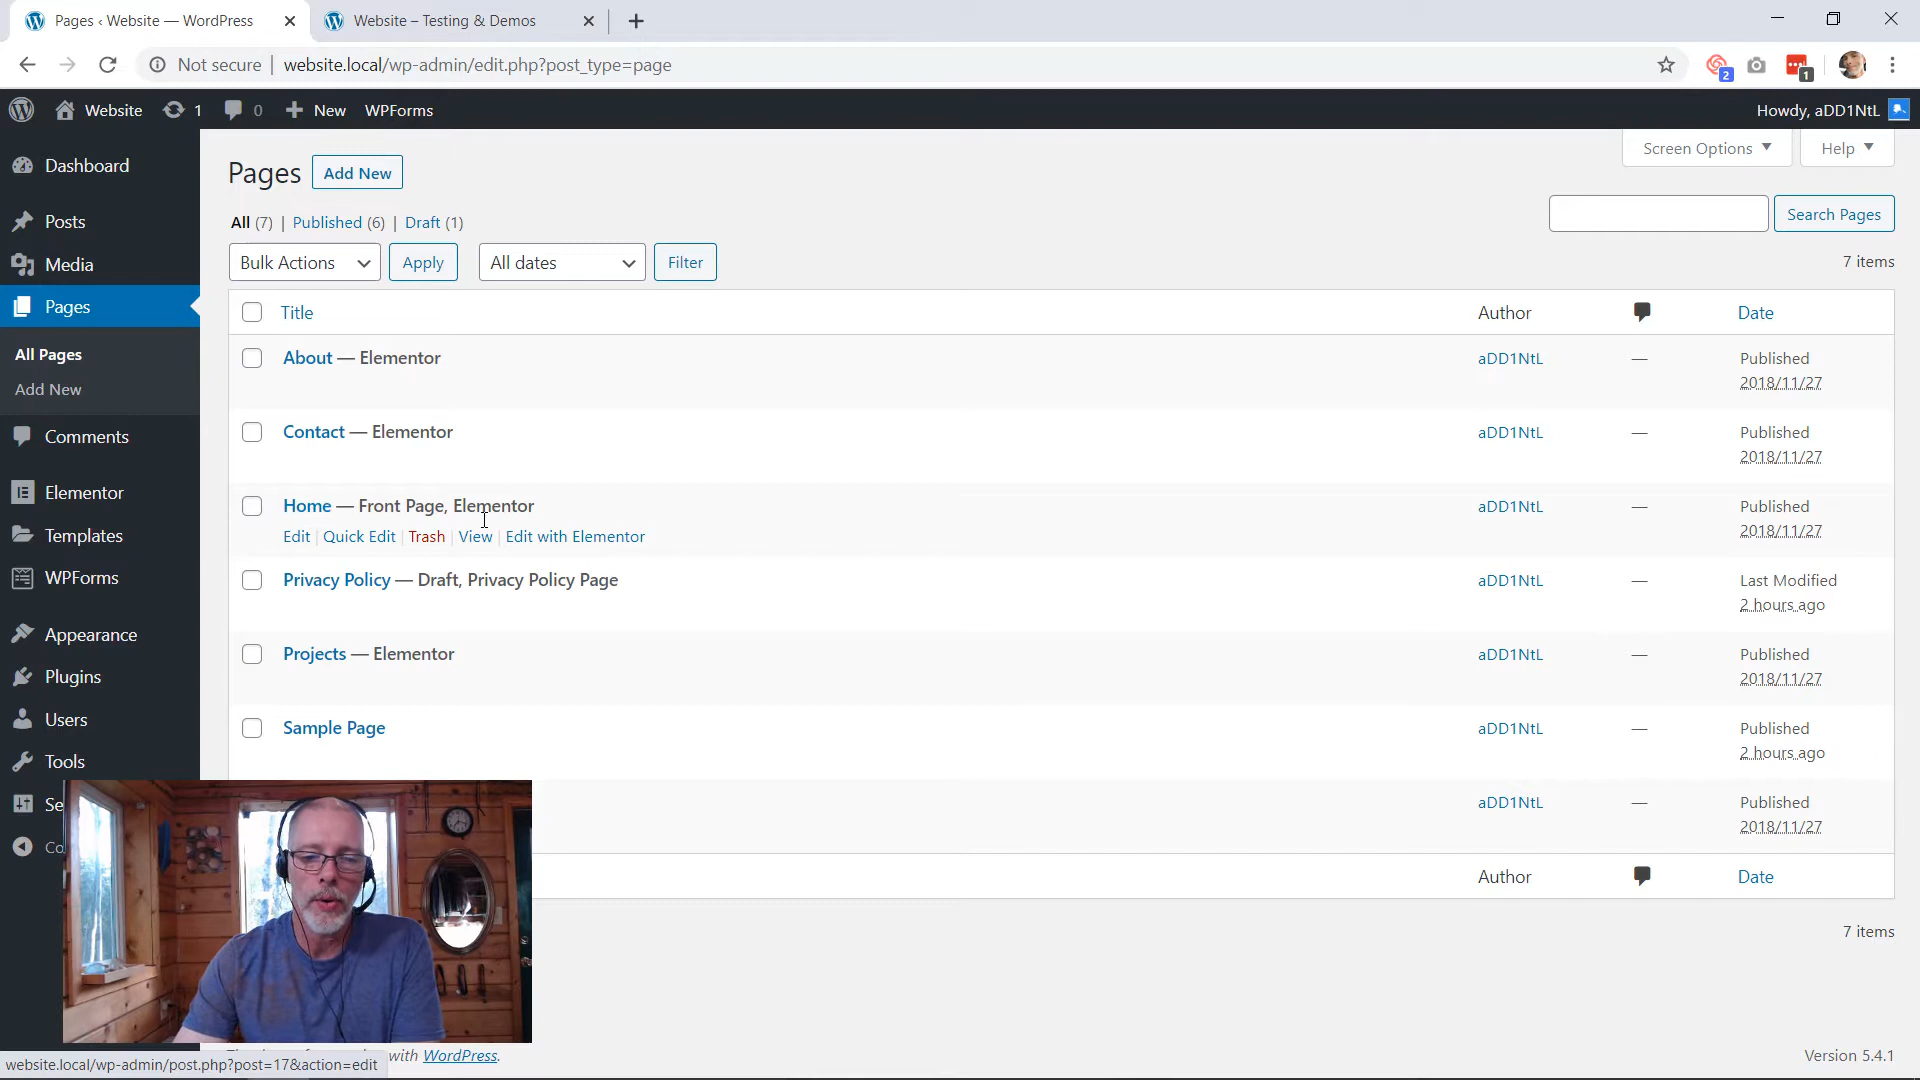 Pages ‹ Website — WordPress
Website – Testing & Demos
Not secure | website.local/wp-admin/edit.php?post_type=page
2
1
Website 1 0 New WPForms
Howdy, aDD1NtL
Dashboard
Posts
Media
Pages
All Pages
Add New
Comments
Elementor
Templates
WPForms
Appearance
Plugins
Users
Tools
Se
Co
Screen Options
Help
Pages
Add New
All (7) | Published (6) | Draft (1)
Search Pages
Bulk Actions
Apply
All dates
Filter
7 items
Title Author Date
About — Elementor aDD1NtL — Published
2018/11/27
Contact — Elementor aDD1NtL — Published
2018/11/27
Home — Front Page, Elementor aDD1NtL — Published
Edit | Quick Edit | Trash | View | Edit with Elementor 2018/11/27
Privacy Policy — Draft, Privacy Policy Page aDD1NtL — Last Modified
2 hours ago
Projects — Elementor aDD1NtL — Published
2018/11/27
Sample Page aDD1NtL — Published
2 hours ago
aDD1NtL — Published
2018/11/27
Author Date
7 items
with WordPress.
Version 5.4.1
website.local/wp-admin/post.php?post=17&action=edit